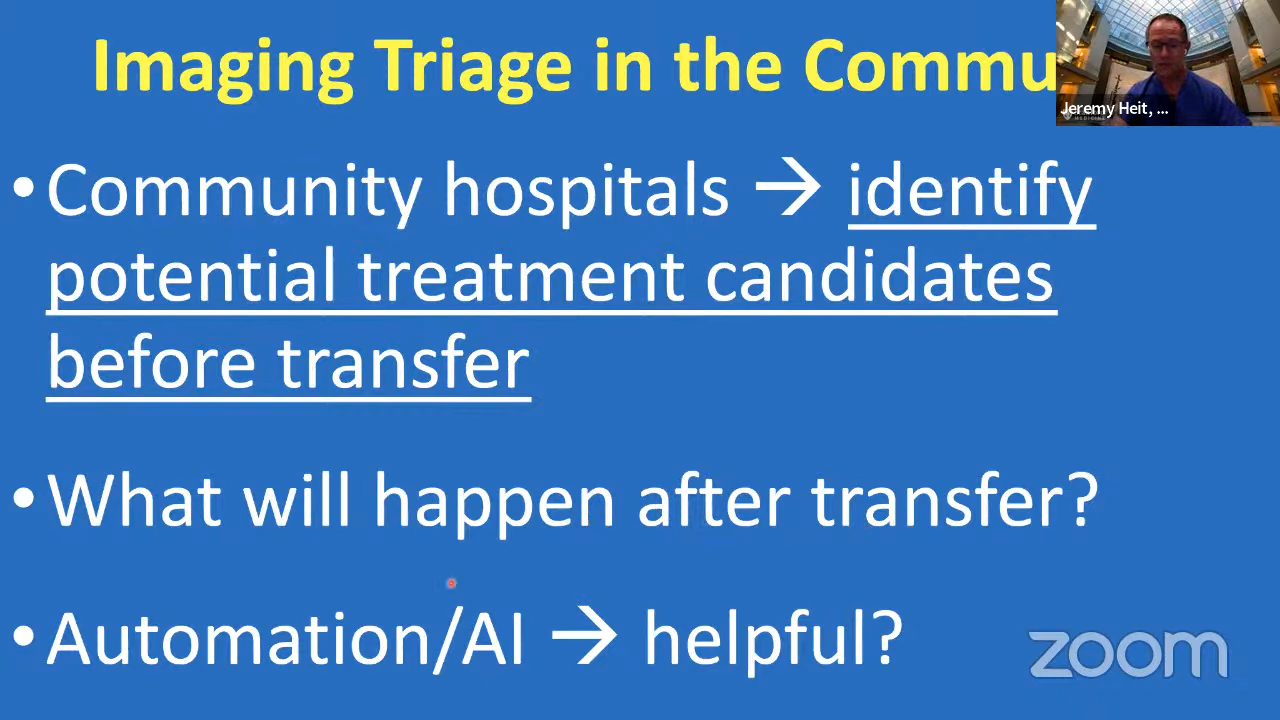 Imaging Triage in the Commu
Jeremy Heit, ...
• Community hospitals → identify
potential treatment candidates
before transfer
• What will happen after transfer?
• Automation/AI → helpful?
zoom